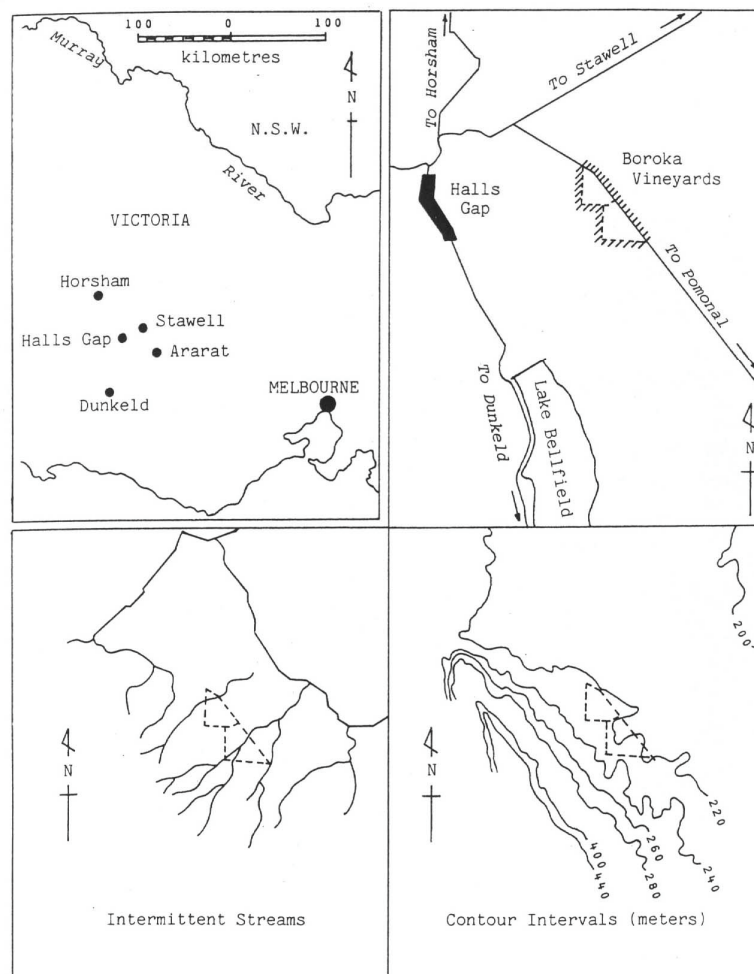 100 0 100
kilometres
Murray
N
N.S.W.
River
VICTORIA
Horsham
Stawell
Halls Gap
Ararat
Dunkeld
MELBOURNE
To Horsham
To Stawell
Boroka
Vineyards
Halls
Gap
To Pomonal
To Dunkeld
Lake Bellfield
N
N
Intermittent Streams
200
N
220
240
260
280
400
440
Contour Intervals (meters)